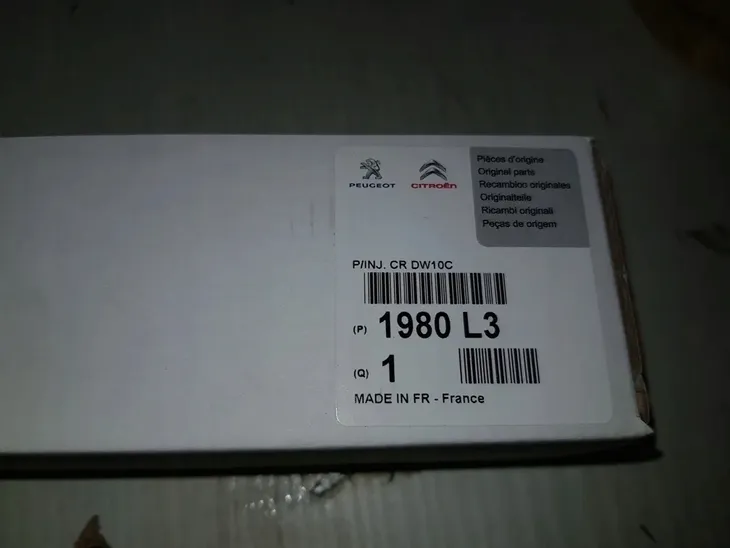 PEUGEOT
CITROËN
Pièces d'origine
Original parts
Recambios originales
Originalteile
Ricambi originali
Peças de origem
P/INJ. CR DW10C
(P) 1980 L3
(Q) 1
MADE IN FR - France